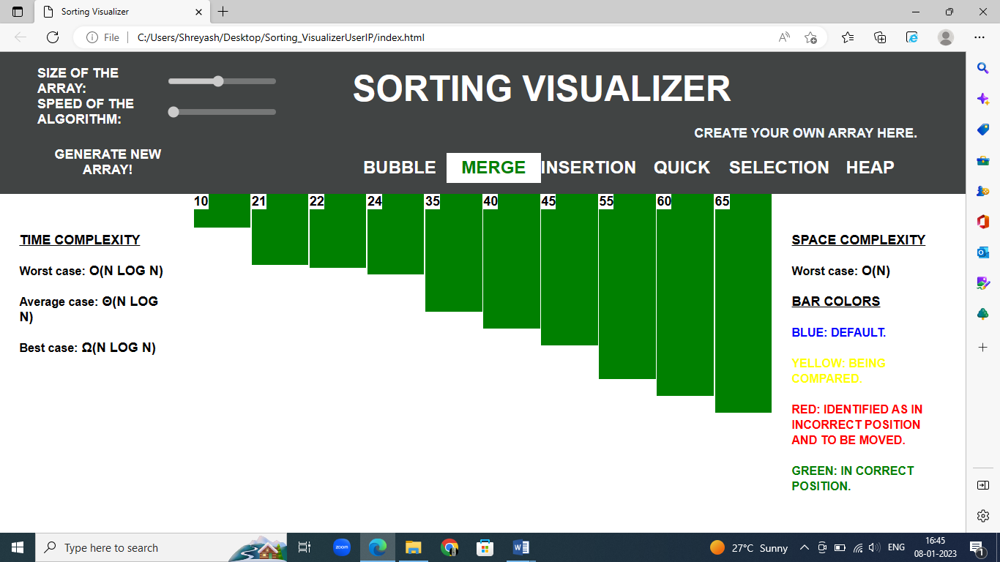 Sorting Visualizer
File
C:/Users/Shreyash/Desktop/Sorting_VisualizerUserIP/index.html
SIZE OF THE
ARRAY:
SPEED OF THE
ALGORITHM:
GENERATE NEW
ARRAY!
SORTING VISUALIZER
CREATE YOUR OWN ARRAY HERE.
BUBBLE MERGE INSERTION QUICK SELECTION HEAP
10 21 22 24 35 40 45 55 60 65
TIME COMPLEXITY
Worst case: O(N LOG N)
Average case: Θ(N LOG
N)
Best case: Ω(N LOG N)
SPACE COMPLEXITY
Worst case: O(N)
BAR COLORS
BLUE: DEFAULT.
YELLOW: BEING
COMPARED.
RED: IDENTIFIED AS IN
INCORRECT POSITION
AND TO BE MOVED.
GREEN: IN CORRECT
POSITION.
Type here to search
zoom
W
27°C Sunny
ENG
16:45
08-01-2023
1